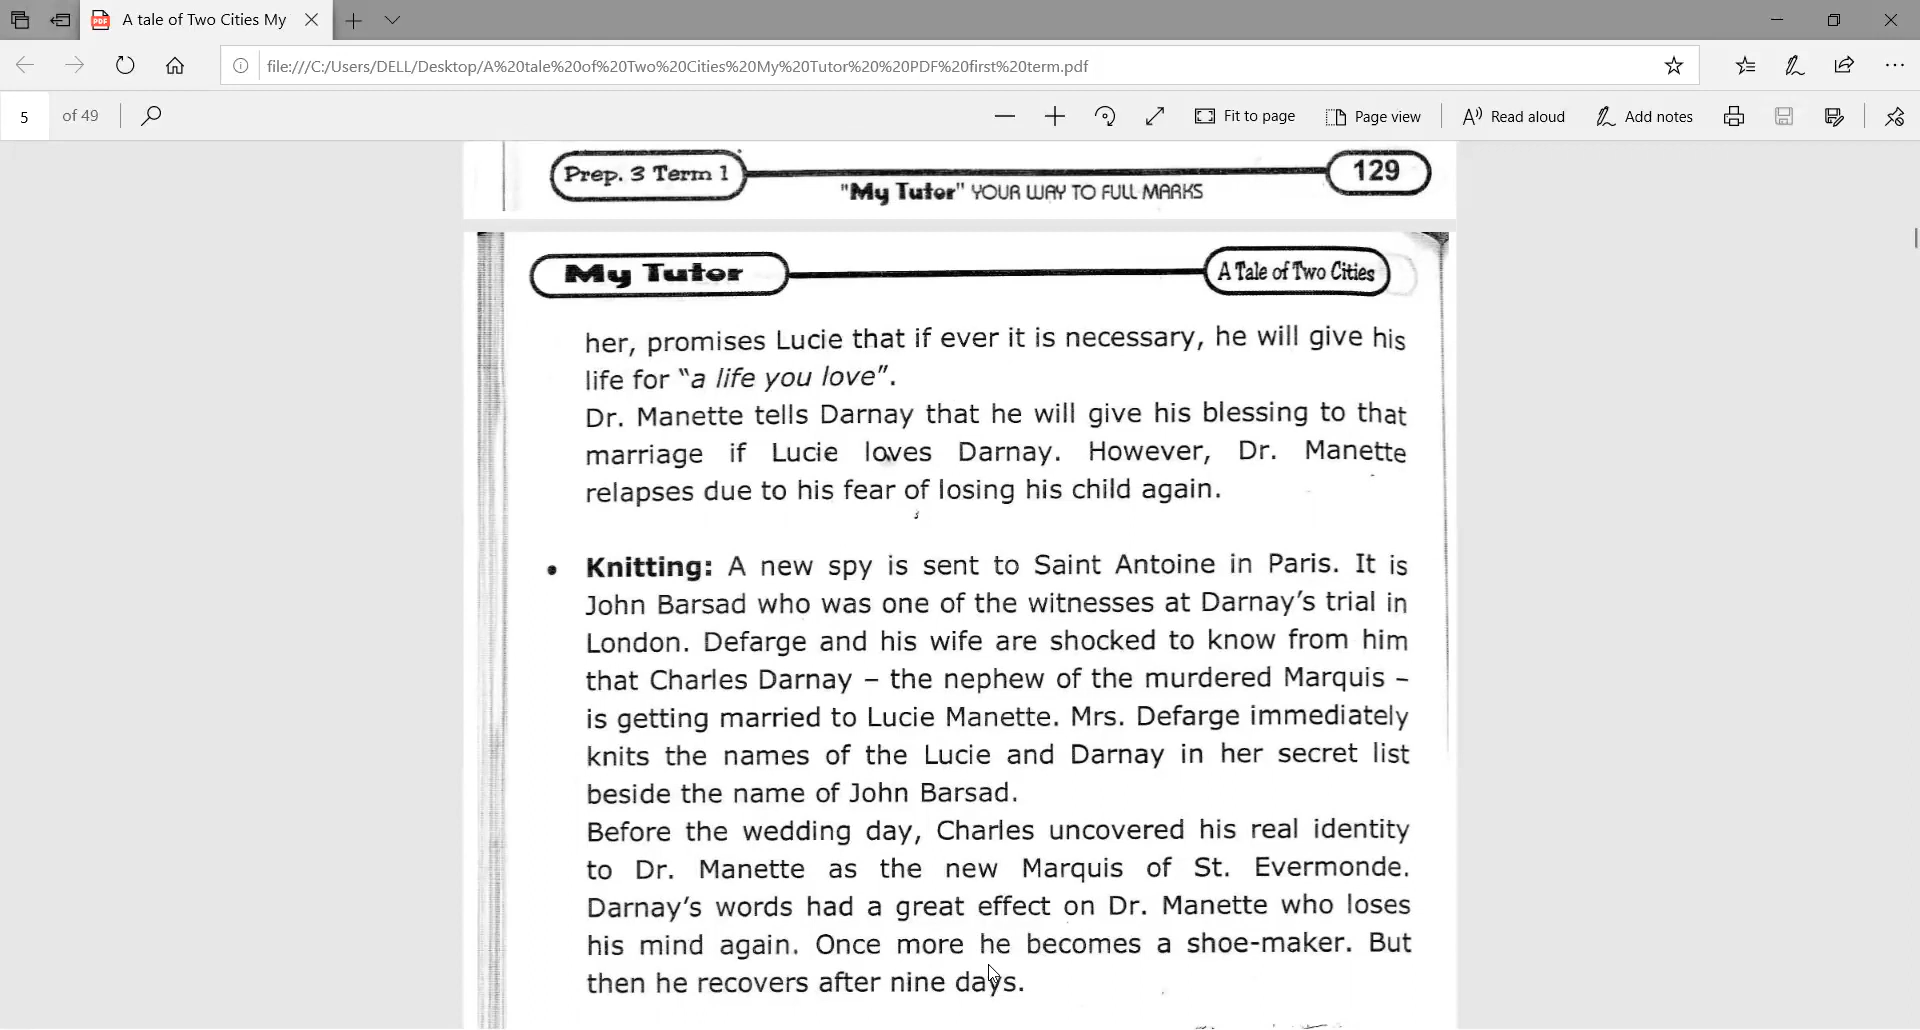 A tale of Two Cities My
file:///C:/Users/DELL/Desktop/A%20tale%20of%20Two%20Cities%20My%20Tutor%20%20PDF%20first%20term.pdf
5 of 49 Fit to page Page view Read aloud Add notes
Prep. 3 Term 1 129
"My Tutor" YOUR WAY TO FULL MARKS
My Tutor A Tale of Two Cities
her, promises Lucie that if ever it is necessary, he will give his
life for "a life you love".
Dr. Manette tells Darnay that he will give his blessing to that
marriage if Lucie loves Darnay. However, Dr. Manette
relapses due to his fear of losing his child again.
• Knitting: A new spy is sent to Saint Antoine in Paris. It is
John Barsad who was one of the witnesses at Darnay's trial in
London. Defarge and his wife are shocked to know from him
that Charles Darnay – the nephew of the murdered Marquis –
is getting married to Lucie Manette. Mrs. Defarge immediately
knits the names of the Lucie and Darnay in her secret list
beside the name of John Barsad.
Before the wedding day, Charles uncovered his real identity
to Dr. Manette as the new Marquis of St. Evermonde.
Darnay's words had a great effect on Dr. Manette who loses
his mind again. Once more he becomes a shoe-maker. But
then he recovers after nine days.